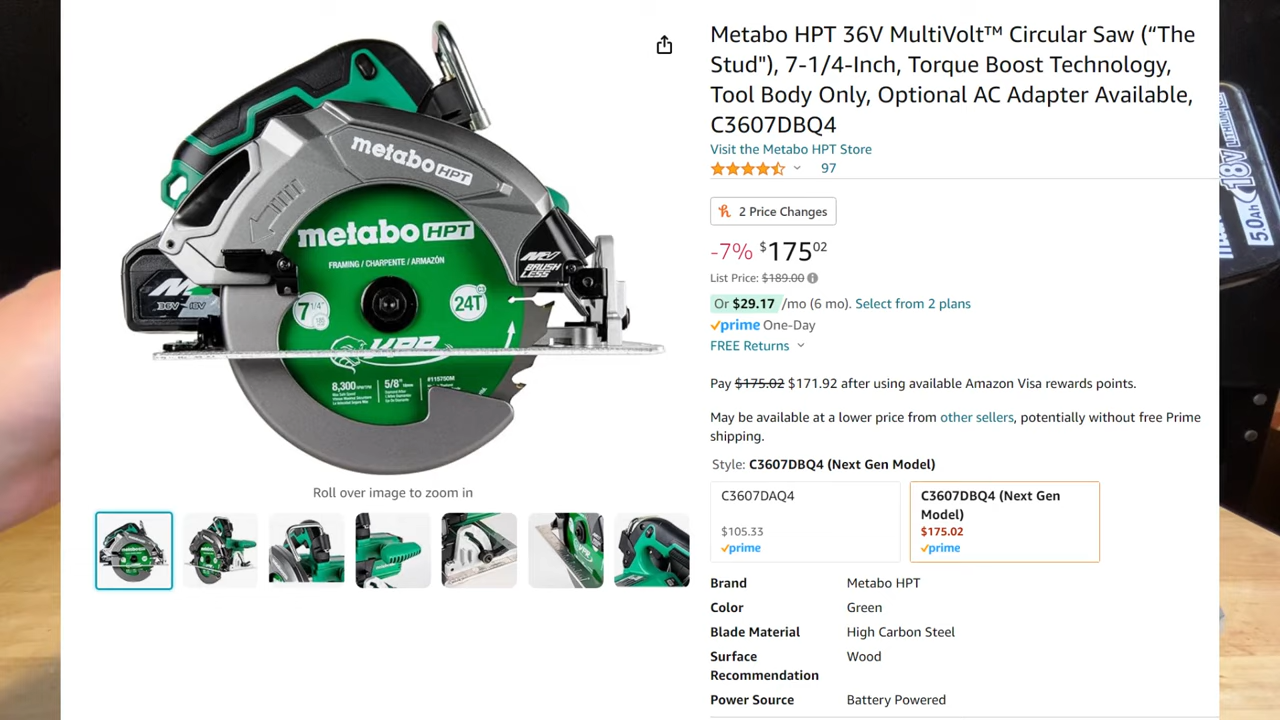 Metabo HPT 36V MultiVolt™ Circular Saw (“The
Stud"), 7-1/4-Inch, Torque Boost Technology,
Tool Body Only, Optional AC Adapter Available,
C3607DBQ4
Visit the Metabo HPT Store
97
2 Price Changes
-7% $175.02
List Price: $189.00
Or $29.17 /mo (6 mo). Select from 2 plans
prime One-Day
FREE Returns
Pay $175.02 $171.92 after using available Amazon Visa rewards points.
May be available at a lower price from other sellers, potentially without free Prime
shipping.
Style: C3607DBQ4 (Next Gen Model)
C3607DAQ4
$105.33
prime
C3607DBQ4 (Next Gen
Model)
$175.02
prime
Brand Metabo HPT
Color Green
Blade Material High Carbon Steel
Surface
Recommendation Wood
Power Source Battery Powered
metabo HPT
metabo HPT
FRAMING / CHARPENTE / ARMAZÓN
7 1/4"
24T
BRUSH
LESS
36V-18V
VPR
8,300
5/8"
#115750M
Roll over image to zoom in
18V
LITHIUM
5.0Ah